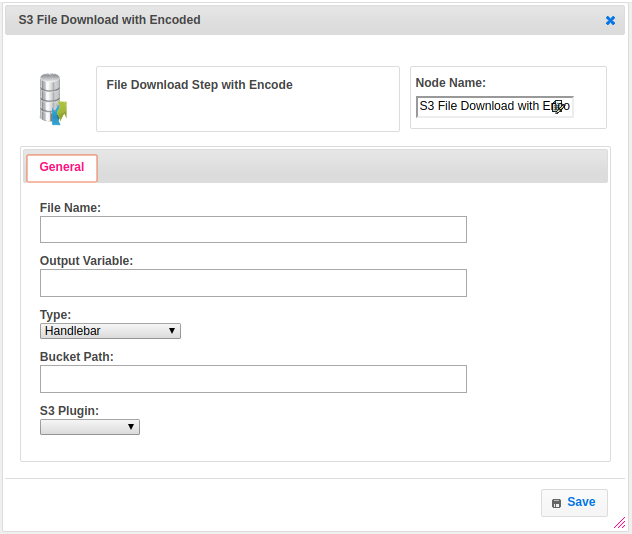 S3 File Download with Encoded
File Download Step with Encode
Node Name:
S3 File Download with Enco
General
File Name:
Output Variable:
Type:
Handlebar
Bucket Path:
S3 Plugin:
Save